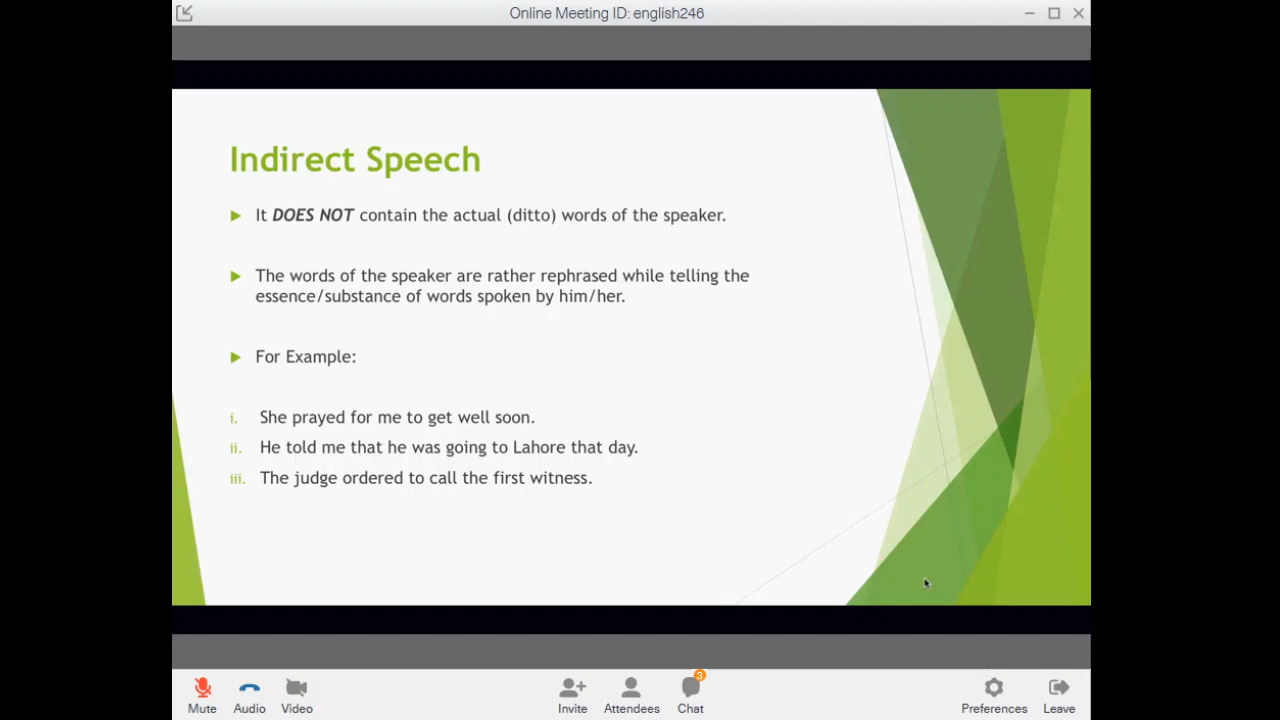 Online Meeting ID: english246
Indirect Speech
It DOES NOT contain the actual (ditto) words of the speaker.
The words of the speaker are rather rephrased while telling the
essence/substance of words spoken by him/her.
For Example:
i. She prayed for me to get well soon.
ii. He told me that he was going to Lahore that day.
iii. The judge ordered to call the first witness.
3
Mute Audio Video Invite Attendees Chat Preferences Leave